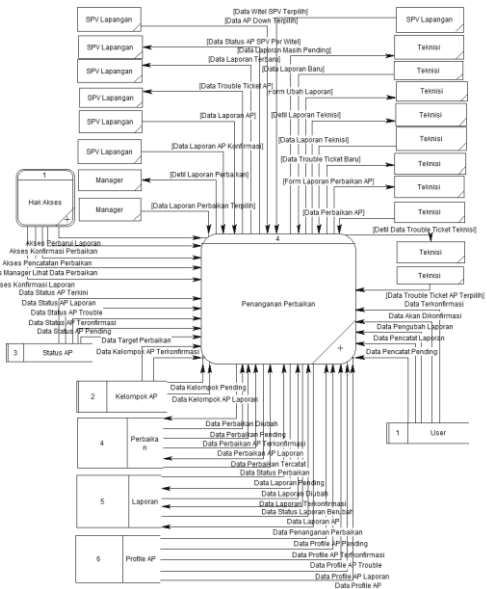 SPV Lapangan
[Data Witel SPV Terpilih]
SPV Lapangan
[Data AP Down Terpilih]
SPV Lapangan
[Data Status AP SPV Per Witel]
Teknisi
[Data Laporan Masih Pending]
[Data Laporan Terbaru]
SPV Lapangan
[Data Laporan Baru]
Teknisi
[Data Trouble Ticket AP]
[Form Ubah Laporan]
SPV Lapangan
Teknisi
[Detil Laporan Teknisi]
[Data Laporan AP]
SPV Lapangan
Teknisi
[Data Laporan Teknisi]
Teknisi
[Data Laporan AP Konfirmasi]
SPV Lapangan
[Data Trouble Ticket Baru]
Teknisi
1
Hak Akses
Manager
[Detil Laporan Perbaikan]
[Form Laporan Perbaikan AP]
Teknisi
Manager
[Data Laporan Perbaikan Terpilih]
[Data Perbaikan AP]
Teknisi
[Detil Data Trouble Ticket Teknisi]
4
Penanganan Perbaikan
Teknisi
Teknisi
[Data Trouble Ticket AP Terpilih]
Akses Perbarui Laporan
Akses Konfirmasi Perbaikan
Akses Pencatatan Perbaikan
Manager Lihat Data Perbaikan
Konfirmasi Laporan
Data Status AP Terkini
Data Status AP Laporan
Data Status AP Trouble
Data Status AP Teronfirmasi
Data Status AP Pending
3 Status AP
Data Target Perbaikan
Data Kelompok AP Terkonfirmasi
Data Terkonfirmasi
Data Akan Dikonfirmasi
Data Pengubah Laporan
Data Pencatat Laporan
Data Pencatat Pending
2 Kelompok AP
Data Kelompok Pending
Data Kelompok AP Laporan
1 User
4
Perbaika
n
Data Perbaikan Diubah
Data Perbaikan Pending
Data Perbaikan AP Terkonfirmasi
Data Perbaikan AP Laporan
Data Perbaikan Tercatat
Data Status Perbaikan
5 Laporan
Data Laporan Pending
Data Laporan Diubah
Data Laporan Terkonfirmasi
Data Status Laporan Berubah
Data Laporan AP
Data Penanganan Perbaikan
6 Profile AP
Data Profile AP Pending
Data Profile AP Terkonfirmasi
Data Profile AP Trouble
Data Profile AP Laporan
Data Profile AP